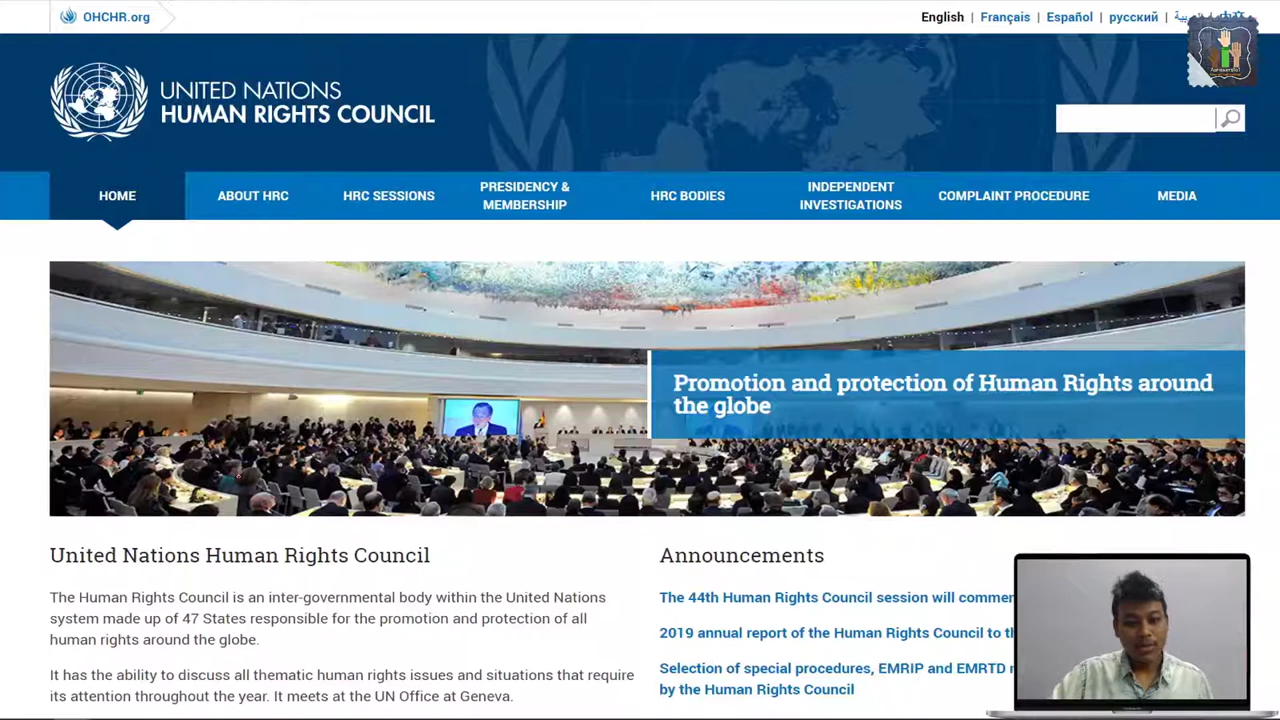 OHCHR.org
English | Français | Español | русский |
UNITED NATIONS
HUMAN RIGHTS COUNCIL
HOME
ABOUT HRC
HRC SESSIONS
PRESIDENCY &
MEMBERSHIP
HRC BODIES
INDEPENDENT
INVESTIGATIONS
COMPLAINT PROCEDURE
MEDIA
Promotion and protection of Human Rights around
the globe
United Nations Human Rights Council
The Human Rights Council is an inter-governmental body within the United Nations
system made up of 47 States responsible for the promotion and protection of all
human rights around the globe.
It has the ability to discuss all thematic human rights issues and situations that require
its attention throughout the year. It meets at the UN Office at Geneva.
Announcements
The 44th Human Rights Council session will
2019 annual report of the Human Rights Council to
Selection of special procedures, EMRIP and EMRTD
by the Human Rights Council